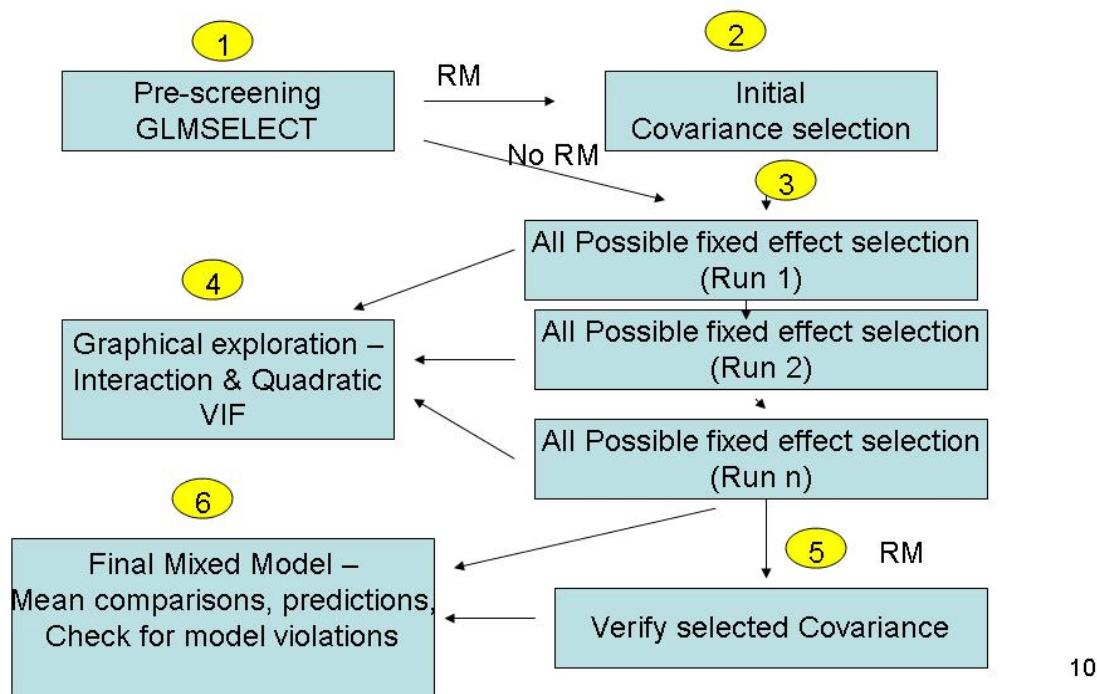 1
Pre-screening
GLMSELECT
RM
No RM
2
Initial
Covariance selection
3
All Possible fixed effect selection
(Run 1)
All Possible fixed effect selection
(Run 2)
All Possible fixed effect selection
(Run n)
4
Graphical exploration –
Interaction & Quadratic
VIF
5
RM
Verify selected Covariance
6
Final Mixed Model –
Mean comparisons, predictions,
Check for model violations
10